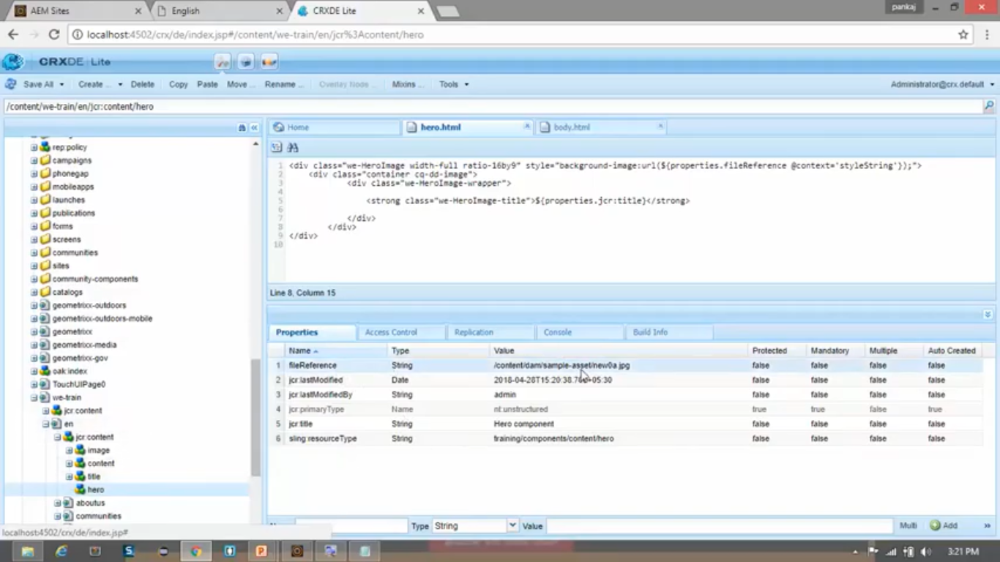 AEM Sites
English
CRXDE Lite
pankaj
localhost:4502/crx/de/index.jsp#/content/we-train/en/jcr%3Acontent/hero
CRXDE | Lite
Save All Create ... Delete Copy Paste Move ... Rename ... Overlay Node ... Mixins ... Tools Administrator@crx.default
/content/we-train/en/jcr:content/hero
rep:policy
campaigns
phonegap
mobileapps
launches
publications
forms
screens
communities
sites
community-components
catalogs
geometrixx-outdoors
geometrixx-outdoors-mobile
geometrixx
geometrixx-media
geometrixx-gov
oak:index
TouchUIPage0
we-train
jcr:content
en
jcr:content
image
content
title
hero
aboutus
communities
localhost:4502/crx/de/index.jsp#
Home hero.html body.html
1 <div class="we-HeroImage width-full ratio-16by9" style="background-image:url(${properties.fileReference @context='styleString'});">
2 <div class="container cq-dd-image">
3 <div class="we-HeroImage-wrapper">
4
5 <strong class="we-HeroImage-title">${properties.jcr:title}</strong>
6
7 </div>
8 </div>
9 </div>
10
Line 8, Column 15
Properties Access Control Replication Console Build Info
Name Type Value Protected Mandatory Multiple Auto Created
1 fileReference String /content/dam/sample-asset/new0a.jpg false false false false
2 jcr:lastModified Date 2018-04-28T15:20:38. +05:30 false false false false
3 jcr:lastModifiedBy String admin false false false false
4 jcr:primaryType Name nt:unstructured true true false true
5 jcr:title String Hero component false false false false
6 sling:resourceType String training/components/content/hero false false false false
Type String Value Multi Add
3:21 PM